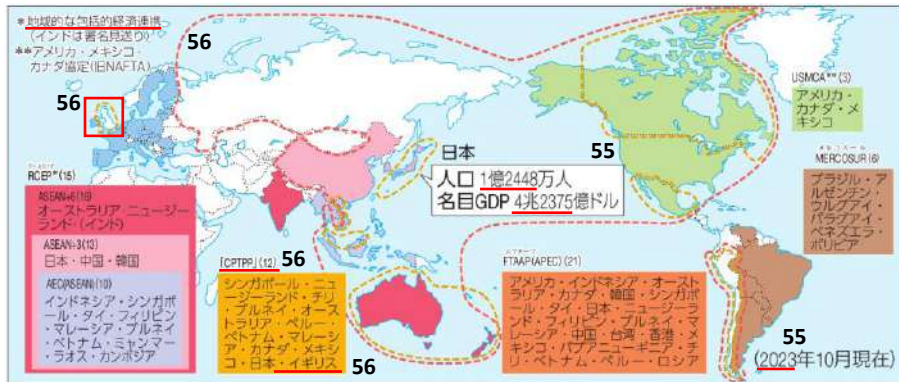 *地域的な包括的経済連携
(インドは署名見送り)
**アメリカ・メキシコ・
カナダ協定(旧NAFTA)
56
56
55
USMCA**(3)
アメリカ・
カナダ・メ
キシコ
日本
人口 1億2448万人
名目GDP 4兆2375億ドル
メルコスール
MERCOSUR(6)
ブラジル・ア
ルゼンチン・
ウルグアイ・
パラグアイ・
ベネズエラ・
ボリビア
RCEP*(15)
ASEAN+6(16)
オーストラリア・ニュージー
ランド・(インド)
ASEAN+3(13)
日本・中国・韓国
AEC(ASEAN)(10)
インドネシア・シンガポ
ール・タイ・フィリピン
・マレーシア・ブルネイ
・ベトナム・ミャンマー
・ラオス・カンボジア
「CPTPP」(12)
56
シンガポール・ニュ
ージーランド・チリ
・ブルネイ・オース
トラリア・ペルー・
ベトナム・マレーシ
ア・カナダ・メキシ
コ・日本・イギリス
56
FTAAP(APEC)(21)
アメリカ・インドネシア・オースト
ラリア・カナダ・韓国・シンガポー
ル・タイ・日本・ニュージーラ
ンド・フィリピン・ブルネイ・マ
レーシア・中国・台湾・香港・メ
キシコ・パプアニューギニア・チ
リ・ベトナム・ペルー・ロシア
55
(2023年10月現在)